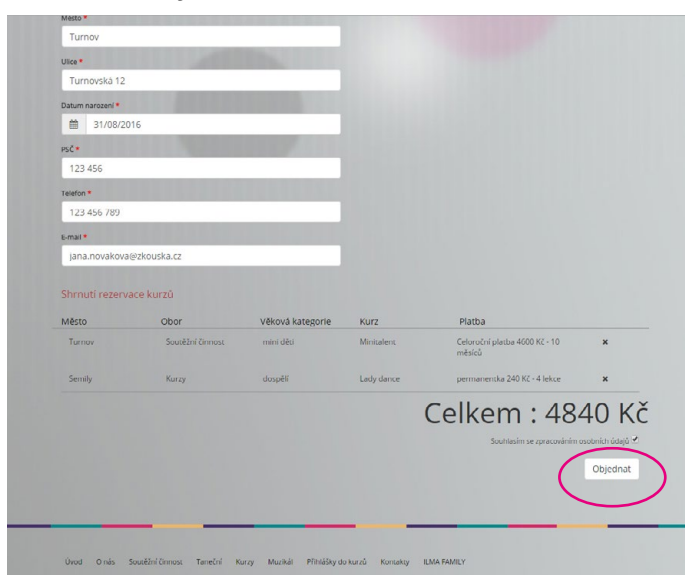 Město *
Turnov
Ulice *
Turnovská 12
Datum narození *
31/08/2016
PSČ *
123 456
Telefon *
123 456 789
E-mail *
jana.novakova@zkouska.cz
Shrnutí rezervace kurzů
Město Obor Věková kategorie Kurz Platba
Turnov Soutěžní činnost mini děti Minitalent Celoroční platba 4600 Kč - 10 měsíců ×
Semily Kurzy dospělí Lady dance permanentka 240 Kč - 4 lekce ×
Celkem : 4840 Kč
Souhlasím se zpracováním osobních údajů
Objednat
Úvod O nás Soutěžní činnost Taneční Kurzy Muzikál Přihlášky do kurzů Kontakty ILMA FAMILY